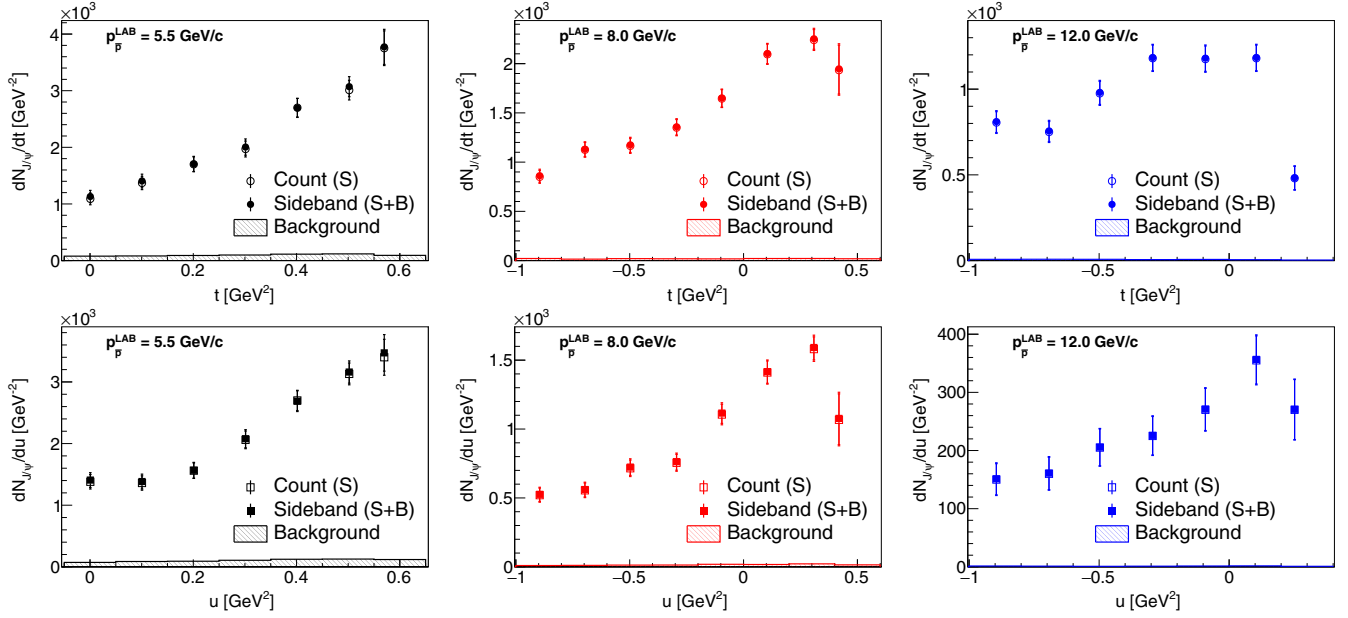 ×10³
p_p̅^LAB = 5.5 GeV/c
dN_J/ψ/dt [GeV⁻²]
4
3
2
1
0
Count (S)
Sideband (S+B)
Background
0 0.2 0.4 0.6
t [GeV²]
×10³
p_p̅^LAB = 8.0 GeV/c
dN_J/ψ/dt [GeV⁻²]
2
1.5
1
0.5
0
Count (S)
Sideband (S+B)
Background
−1 −0.5 0 0.5
t [GeV²]
×10³
p_p̅^LAB = 12.0 GeV/c
dN_J/ψ/dt [GeV⁻²]
1
0.5
0
Count (S)
Sideband (S+B)
Background
−1 −0.5 0
t [GeV²]
×10³
p_p̅^LAB = 5.5 GeV/c
dN_J/ψ/du [GeV⁻²]
3
2
1
0
Count (S)
Sideband (S+B)
Background
0 0.2 0.4 0.6
u [GeV²]
×10³
p_p̅^LAB = 8.0 GeV/c
dN_J/ψ/du [GeV⁻²]
1.5
1
0.5
0
Count (S)
Sideband (S+B)
Background
−1 −0.5 0 0.5
u [GeV²]
p_p̅^LAB = 12.0 GeV/c
dN_J/ψ/du [GeV⁻²]
400
300
200
100
0
Count (S)
Sideband (S+B)
Background
−1 −0.5 0
u [GeV²]